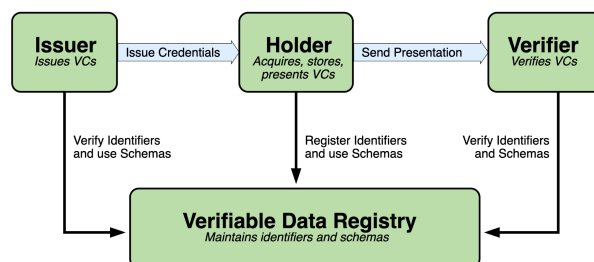 Issuer
Issues VCs
Issue Credentials
Holder
Acquires, stores,
presents VCs
Send Presentation
Verifier
Verifies VCs
Verify Identifiers
and use Schemas
Register Identifiers
and use Schemas
Verify Identifiers
and Schemas
Verifiable Data Registry
Maintains identifiers and schemas